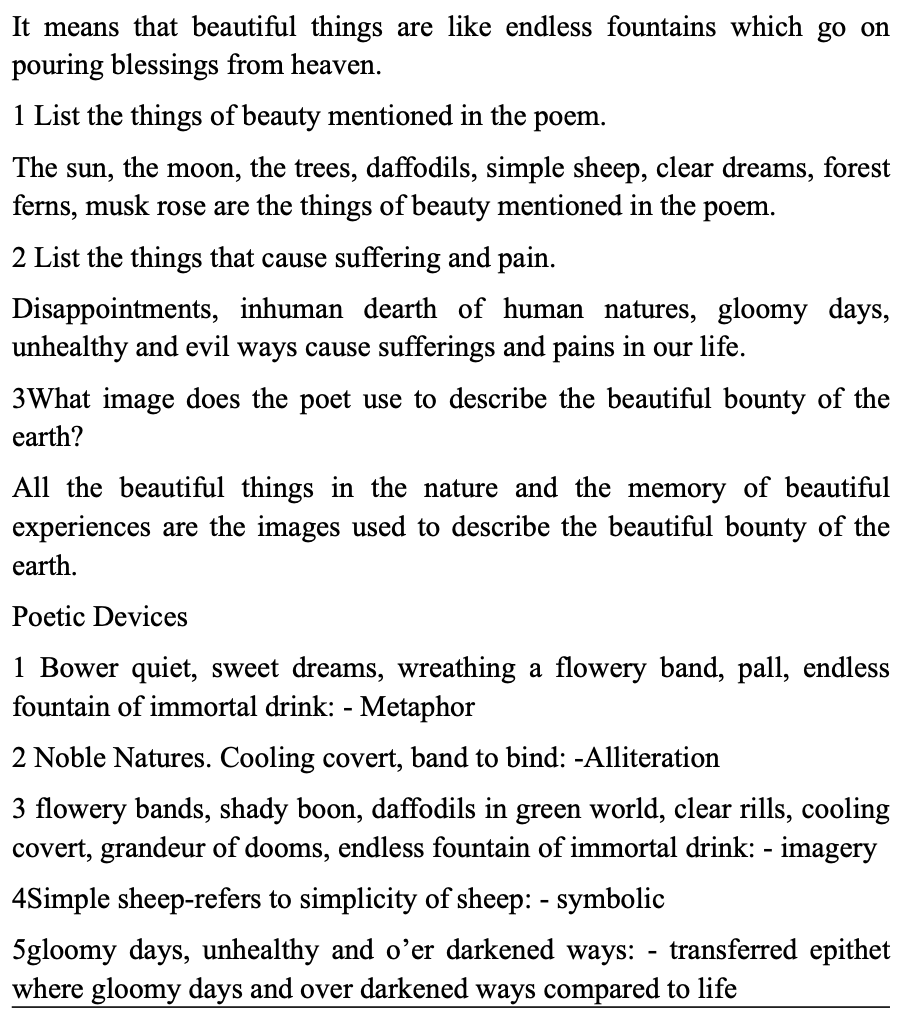 It means that beautiful things are like endless fountains which go on
pouring blessings from heaven.
1 List the things of beauty mentioned in the poem.
The sun, the moon, the trees, daffodils, simple sheep, clear dreams, forest
ferns, musk rose are the things of beauty mentioned in the poem.
2 List the things that cause suffering and pain.
Disappointments, inhuman dearth of human natures, gloomy days,
unhealthy and evil ways cause sufferings and pains in our life.
3What image does the poet use to describe the beautiful bounty of the
earth?
All the beautiful things in the nature and the memory of beautiful
experiences are the images used to describe the beautiful bounty of the
earth.
Poetic Devices
1 Bower quiet, sweet dreams, wreathing a flowery band, pall, endless
fountain of immortal drink: - Metaphor
2 Noble Natures. Cooling covert, band to bind: -Alliteration
3 flowery bands, shady boon, daffodils in green world, clear rills, cooling
covert, grandeur of dooms, endless fountain of immortal drink: - imagery
4Simple sheep-refers to simplicity of sheep: - symbolic
5gloomy days, unhealthy and o’er darkened ways: - transferred epithet
where gloomy days and over darkened ways compared to life